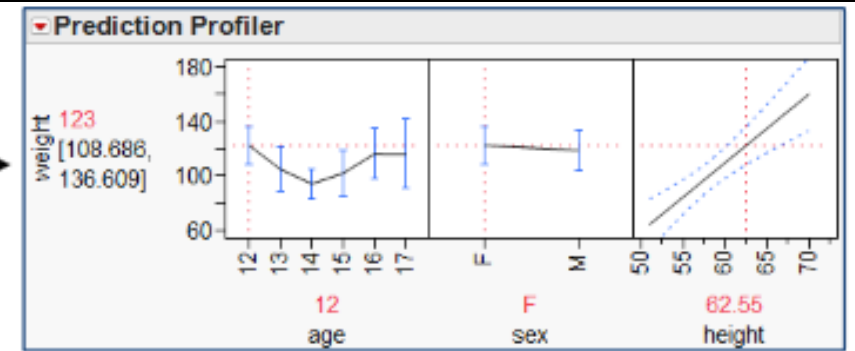 Prediction Profiler
180
140
100
60
weight
123
[108.686,
136.609]
12 13 14 15 16 17
F M
50 55 60 65 70
12 F 62.55
age sex height